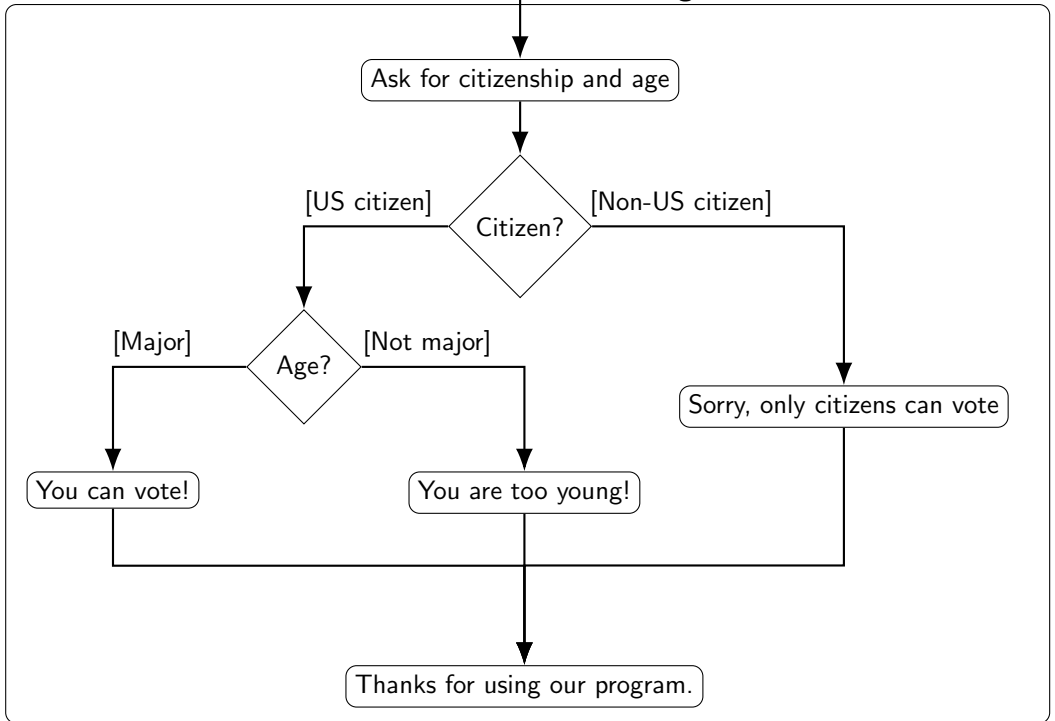 Ask for citizenship and age
Citizen?
[US citizen]
[Non-US citizen]
Age?
[Major]
[Not major]
Sorry, only citizens can vote
You can vote!
You are too young!
Thanks for using our program.